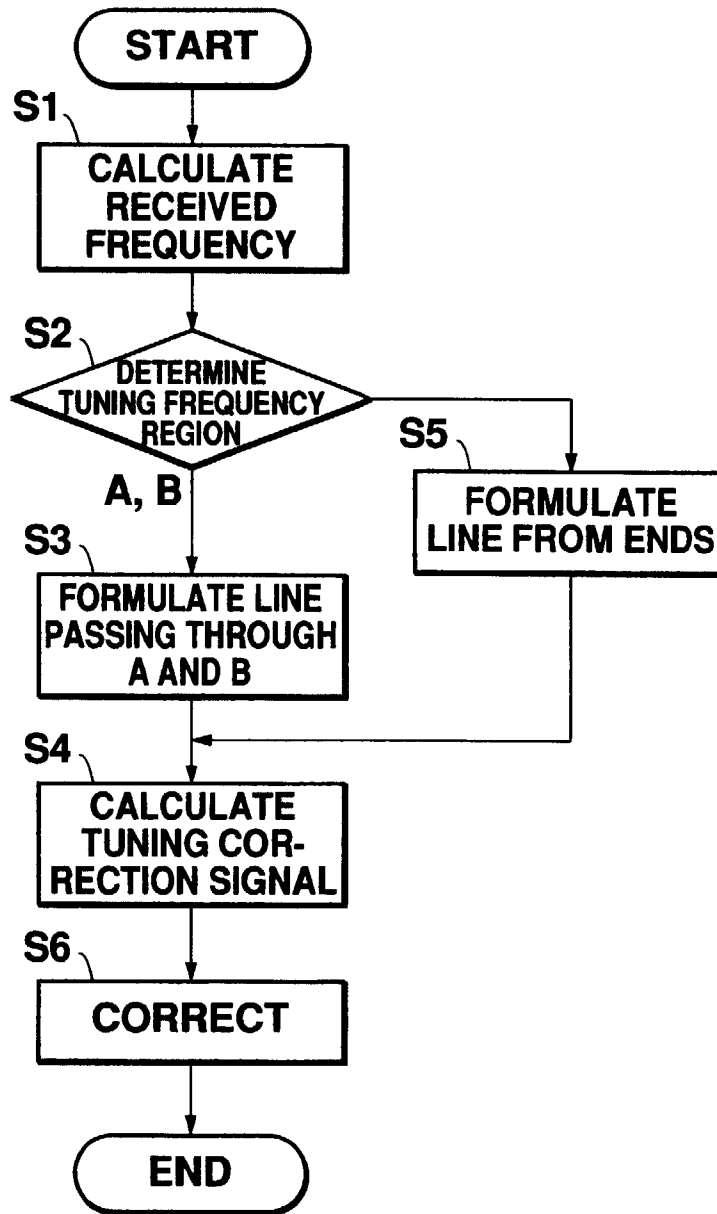 START
S1
CALCULATE
RECEIVED
FREQUENCY
S2
DETERMINE
TUNING FREQUENCY
REGION
A, B
S5
FORMULATE
LINE FROM ENDS
S3
FORMULATE LINE
PASSING THROUGH
A AND B
S4
CALCULATE
TUNING COR-
RECTION SIGNAL
S6
CORRECT
END